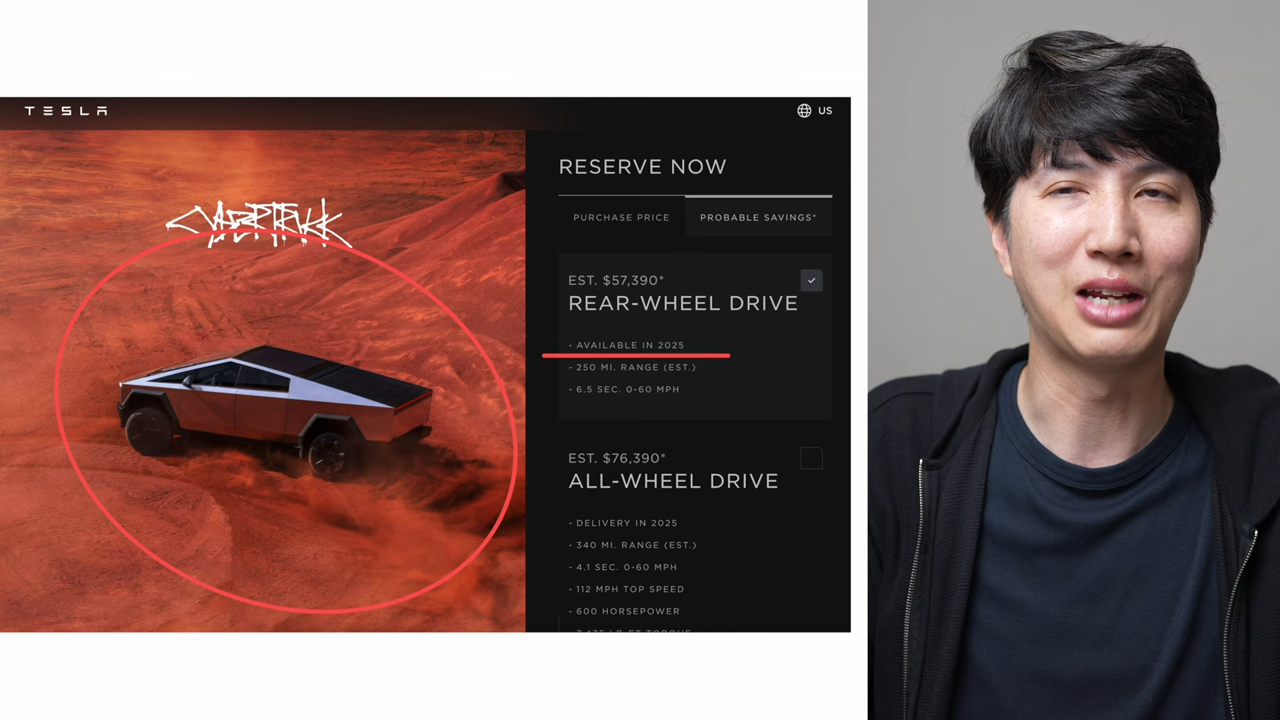 TESLA
US
CYBERTRUCK
RESERVE NOW
PURCHASE PRICE
PROBABLE SAVINGS*
EST. $57,390*
REAR-WHEEL DRIVE
- AVAILABLE IN 2025
- 250 MI. RANGE (EST.)
- 6.5 SEC. 0-60 MPH
EST. $76,390*
ALL-WHEEL DRIVE
- DELIVERY IN 2025
- 340 MI. RANGE (EST.)
- 4.1 SEC. 0-60 MPH
- 112 MPH TOP SPEED
- 600 HORSEPOWER